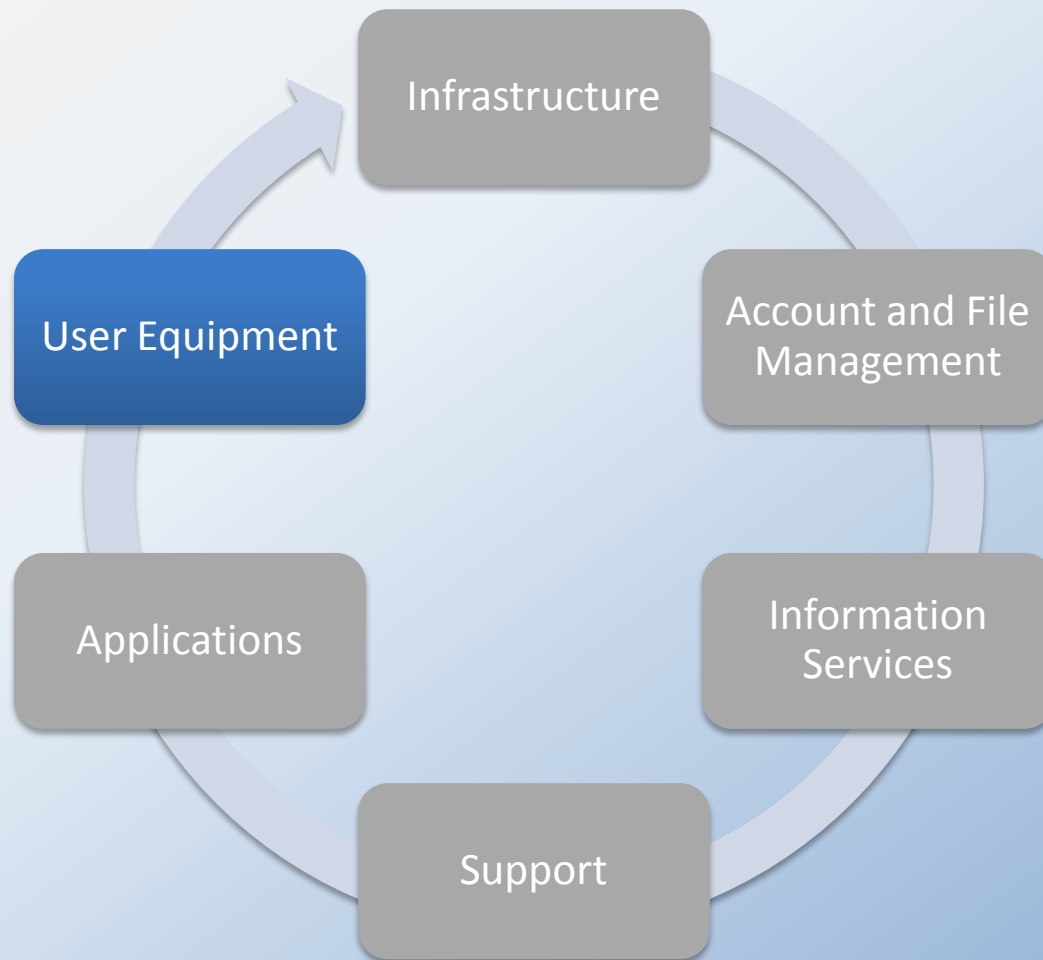 Infrastructure
User Equipment
Account and File
Management
Applications
Information
Services
Support